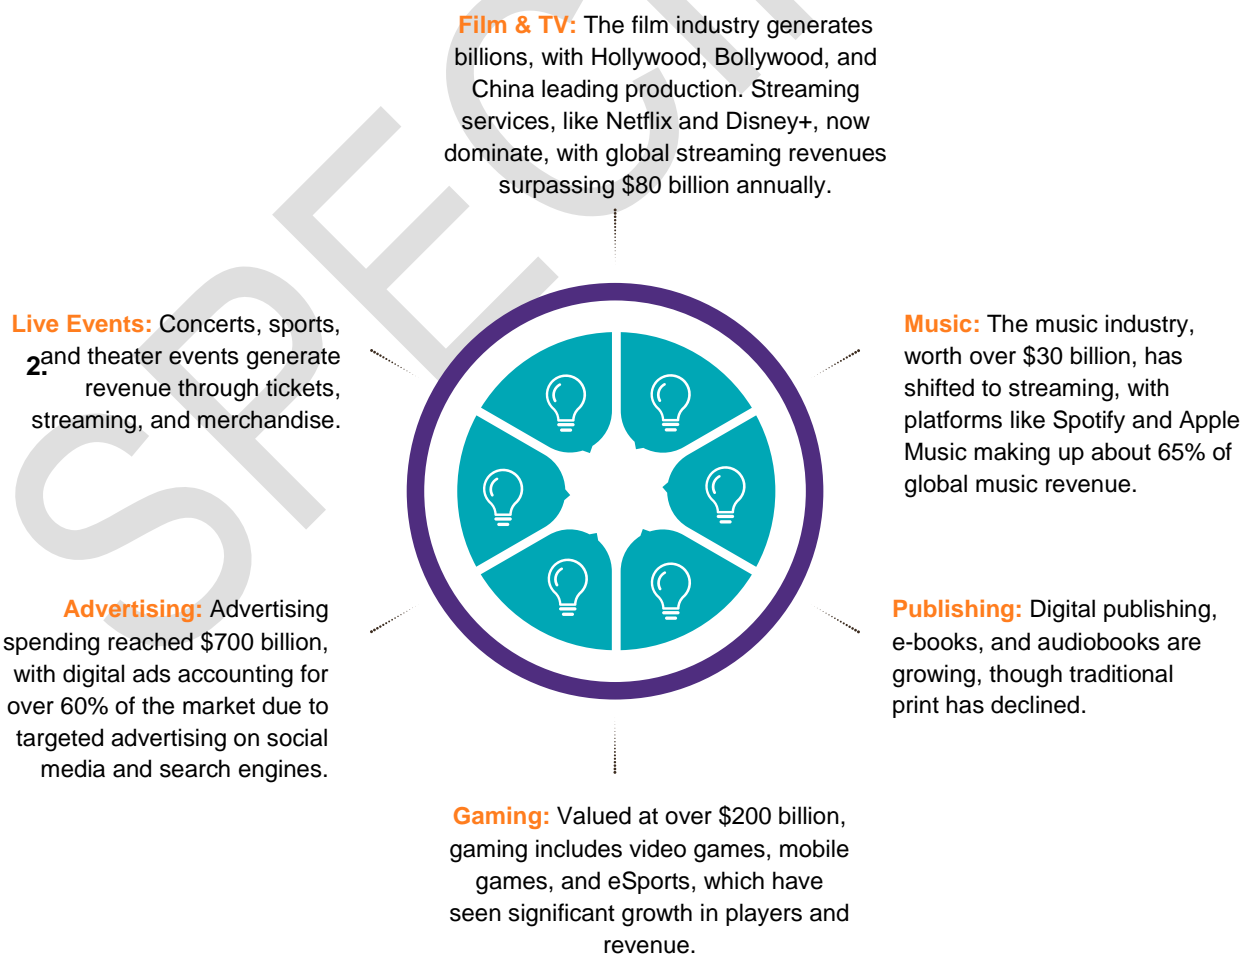 Film & TV: The film industry generates
billions, with Hollywood, Bollywood, and
China leading production. Streaming
services, like Netflix and Disney+, now
dominate, with global streaming revenues
surpassing $80 billion annually.
Live Events: Concerts, sports,
2.
and theater events generate
revenue through tickets,
streaming, and merchandise.
Music: The music industry,
worth over $30 billion, has
shifted to streaming, with
platforms like Spotify and Apple
Music making up about 65% of
global music revenue.
Advertising: Advertising
spending reached $700 billion,
with digital ads accounting for
over 60% of the market due to
targeted advertising on social
media and search engines.
Publishing: Digital publishing,
e-books, and audiobooks are
growing, though traditional
print has declined.
Gaming: Valued at over $200 billion,
gaming includes video games, mobile
games, and eSports, which have
seen significant growth in players and
revenue.
SPECI